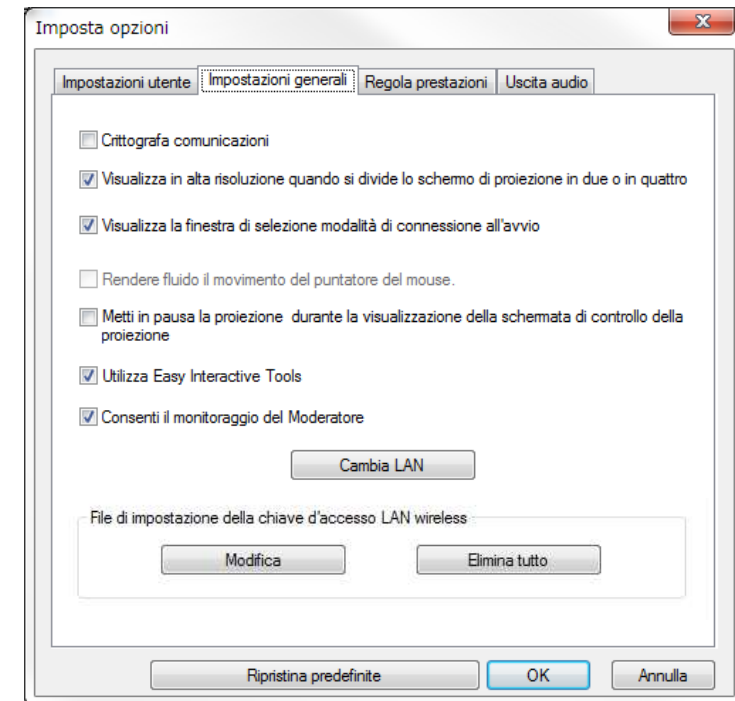 Imposta opzioni
Impostazioni utente
Impostazioni generali
Regola prestazioni
Uscita audio
Crittografa comunicazioni
Visualizza in alta risoluzione quando si divide lo schermo di proiezione in due o in quattro
Visualizza la finestra di selezione modalità di connessione all'avvio
Rendere fluido il movimento del puntatore del mouse.
Metti in pausa la proiezione  durante la visualizzazione della schermata di controllo della
proiezione
Utilizza Easy Interactive Tools
Consenti il monitoraggio del Moderatore
Cambia LAN
File di impostazione della chiave d'accesso LAN wireless
Modifica
Elimina tutto
Ripristina predefinite
OK
Annulla